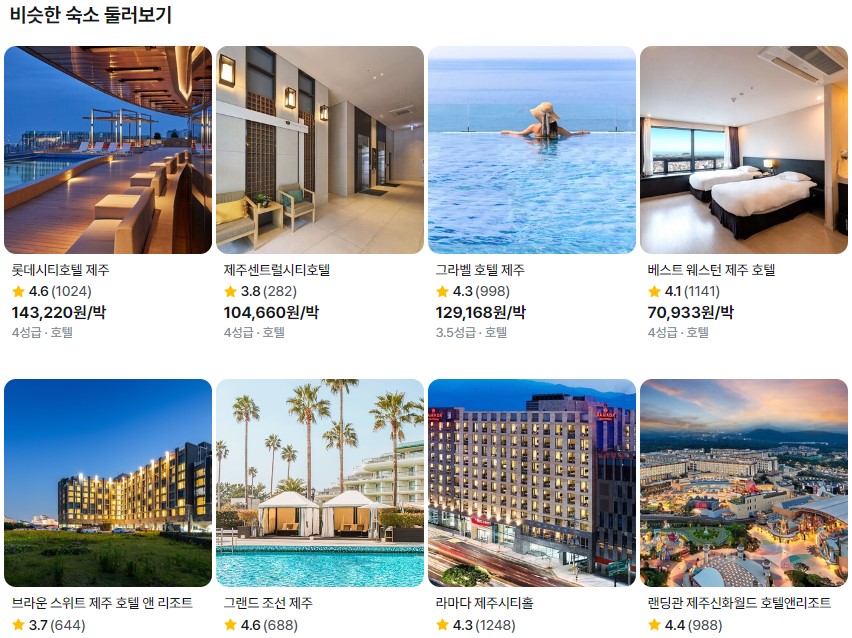 비슷한 숙소 둘러보기
롯데시티호텔 제주
4.6 (1024)
143,220원/박
4성급 · 호텔
제주센트럴시티호텔
3.8 (282)
104,660원/박
4성급 · 호텔
그라벨 호텔 제주
4.3 (998)
129,168원/박
3.5성급 · 호텔
베스트 웨스턴 제주 호텔
4.1 (1141)
70,933원/박
4성급 · 호텔
브라운 스위트 제주 호텔 앤 리조트
3.7 (644)
그랜드 조선 제주
4.6 (688)
RAMADA
라마다 제주시티홀
4.3 (1248)
랜딩관 제주신화월드 호텔앤리조트
4.4 (988)